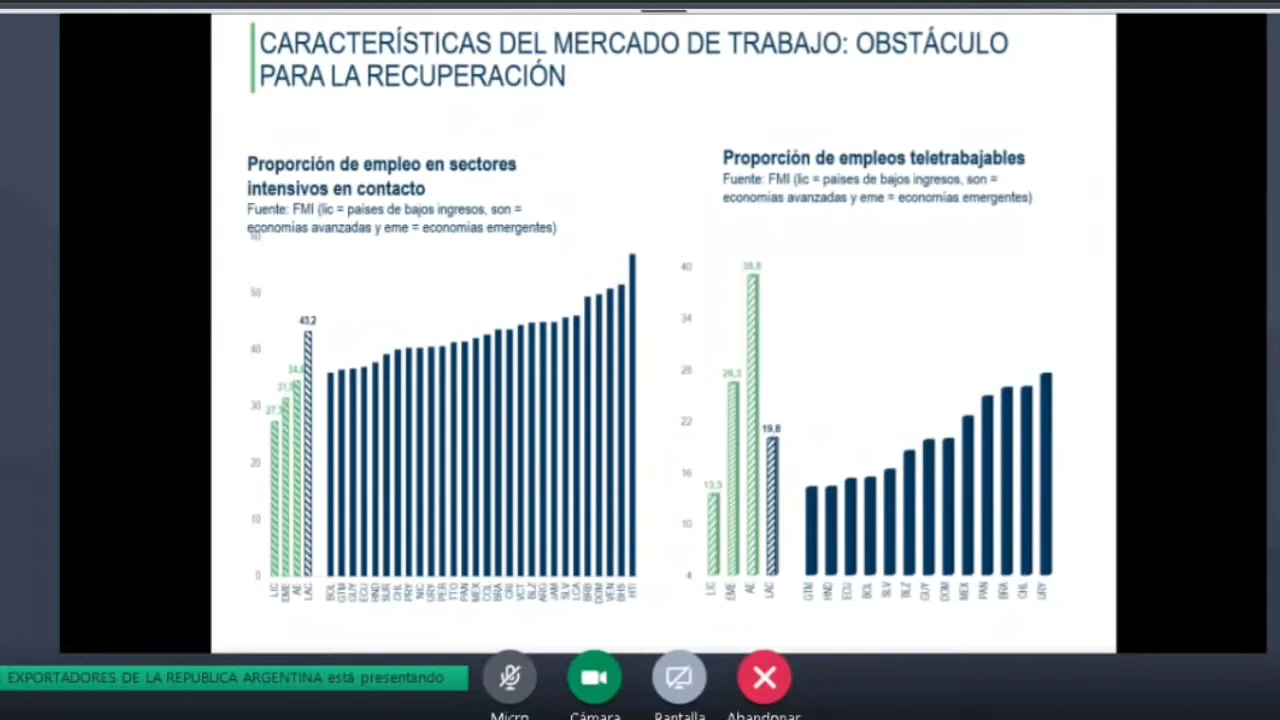 CARACTERÍSTICAS DEL MERCADO DE TRABAJO: OBSTÁCULO
PARA LA RECUPERACIÓN
Proporción de empleo en sectores
intensivos en contacto
Fuente: FMI (lic = países de bajos ingresos, son =
economías avanzadas y eme = economías emergentes)
60
50
40
30
20
10
0
27,
31,
34,
43,2
LIC EME AE LAC BOL GTM GUY ECU HND SUR CHL PRY NIC URY PER TTO PAN MEX COL BRA CRI VCT BLZ ARG JAM SLV LCA BRB DOM VEN BHS HTI
Proporción de empleos teletrabajables
Fuente: FMI (lic = países de bajos ingresos, son =
economías avanzadas y eme = economías emergentes)
40
34
28
22
16
10
4
13,3
26,3
38,8
19,8
LIC EME AE LAC GTM HND ECU BOL SLV BLZ GUY DOM MEX PAN BRA CHL URY
EXPORTADORES DE LA REPUBLICA ARGENTINA está presentando
Micro Cámara Pantalla Abandonar